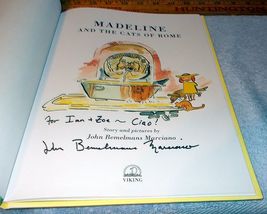 MADELINE
AND THE CATS OF ROME
For Ian + Zoe ~ Ciao!
Story and pictures by
John Bemelmans Marciano
John Bemelmans Marciano
VIKING